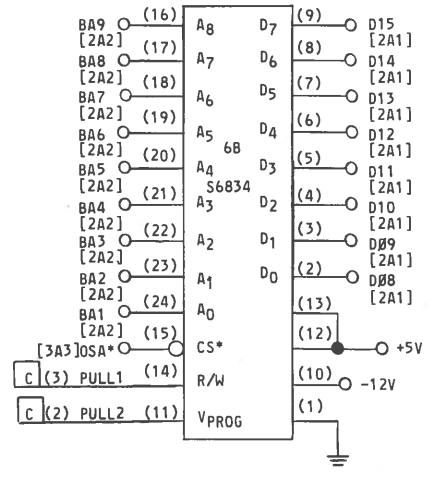 BA9 (16) A8 D7 (9) D15
[2A2] [2A1]
BA8 (17) A7 D6 (8) D14
[2A2] [2A1]
BA7 (18) A6 D5 (7) D13
[2A2] [2A1]
BA6 (19) A5 D4 (6) D12
[2A2] 6B [2A1]
BA5 (20) A4 D3 (5) D11
[2A2] S6834 [2A1]
BA4 (21) A3 D2 (4) D10
[2A2] [2A1]
BA3 (22) A2 D1 (3) DØ9
[2A2] [2A1]
BA2 (23) A1 D0 (2) DØ8
[2A2] [2A1]
BA1 (24) A0 (13)
[2A2]
[3A3]OSA* (15) CS* (12) +5V
C (3) PULL1 (14) R/W (10) -12V
C (2) PULL2 (11) VPROG (1)